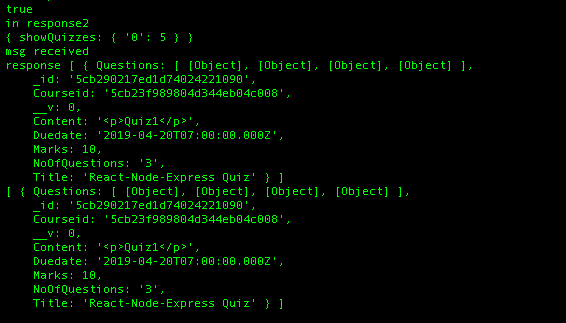 true
in response2
{ showQuizzes: { '0': 5 } }
msg received
response [ { Questions: [ [Object], [Object], [Object], [Object] ],
    _id: '5cb290217ed1d74024221090',
    Courseid: '5cb23f989804d344eb04c008',
    __v: 0,
    Content: '<p>Quiz1</p>',
    Duedate: '2019-04-20T07:00:00.000Z',
    Marks: 10,
    NoOfQuestions: '3',
    Title: 'React-Node-Express Quiz' } ]
[ { Questions: [ [Object], [Object], [Object], [Object] ],
    _id: '5cb290217ed1d74024221090',
    Courseid: '5cb23f989804d344eb04c008',
    __v: 0,
    Content: '<p>Quiz1</p>',
    Duedate: '2019-04-20T07:00:00.000Z',
    Marks: 10,
    NoOfQuestions: '3',
    Title: 'React-Node-Express Quiz' } ]